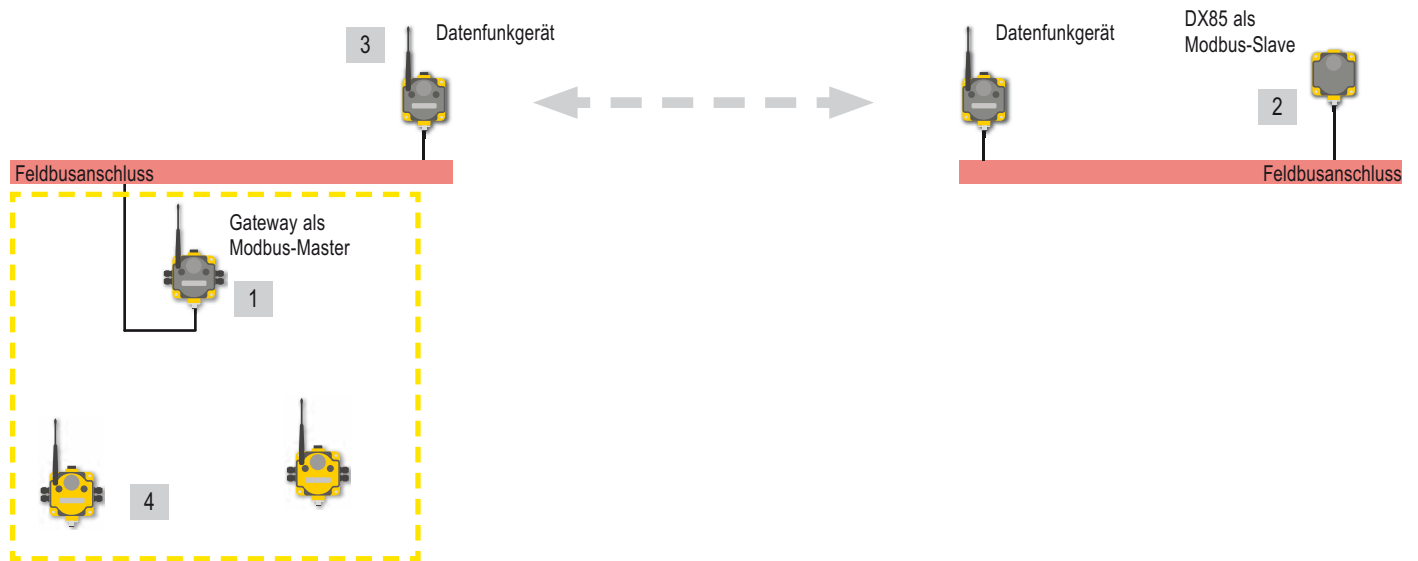 3
Datenfunkgerät
Datenfunkgerät
DX85 als
Modbus-Slave
2
Feldbusanschluss
Feldbusanschluss
Gateway als
Modbus-Master
1
4